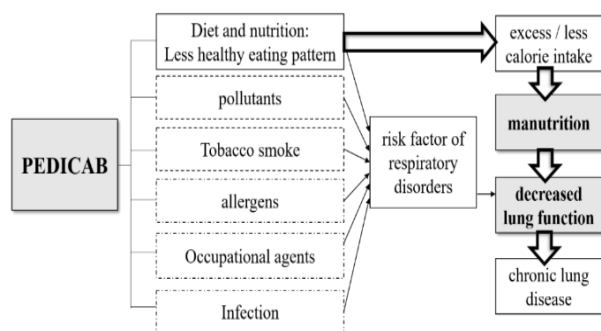 PEDICAB
Diet and nutrition:
Less healthy eating pattern
pollutants
Tobacco smoke
allergens
Occupational agents
Infection
risk factor of
respiratory
disorders
excess / less
calorie intake
manutrition
decreased
lung function
chronic lung
disease